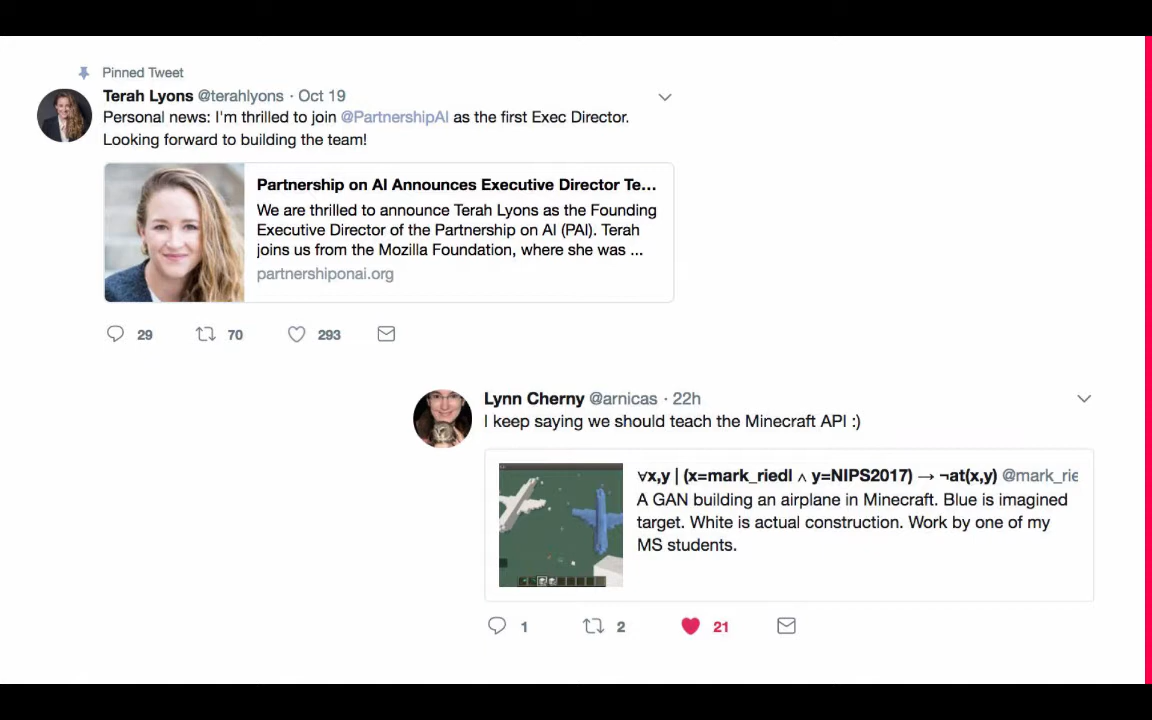 Pinned Tweet
Terah Lyons @terahlyons · Oct 19
Personal news: I'm thrilled to join @PartnershipAI as the first Exec Director.
Looking forward to building the team!
Partnership on AI Announces Executive Director Te...
We are thrilled to announce Terah Lyons as the Founding
Executive Director of the Partnership on AI (PAI). Terah
joins us from the Mozilla Foundation, where she was ...
partnershiponai.org
29 70 293
Lynn Cherny @arnicas · 22h
I keep saying we should teach the Minecraft API :)
∀x,y | (x=mark_riedl ∧ y=NIPS2017) → ¬at(x,y) @mark_rie
A GAN building an airplane in Minecraft. Blue is imagined
target. White is actual construction. Work by one of my
MS students.
1 2 21